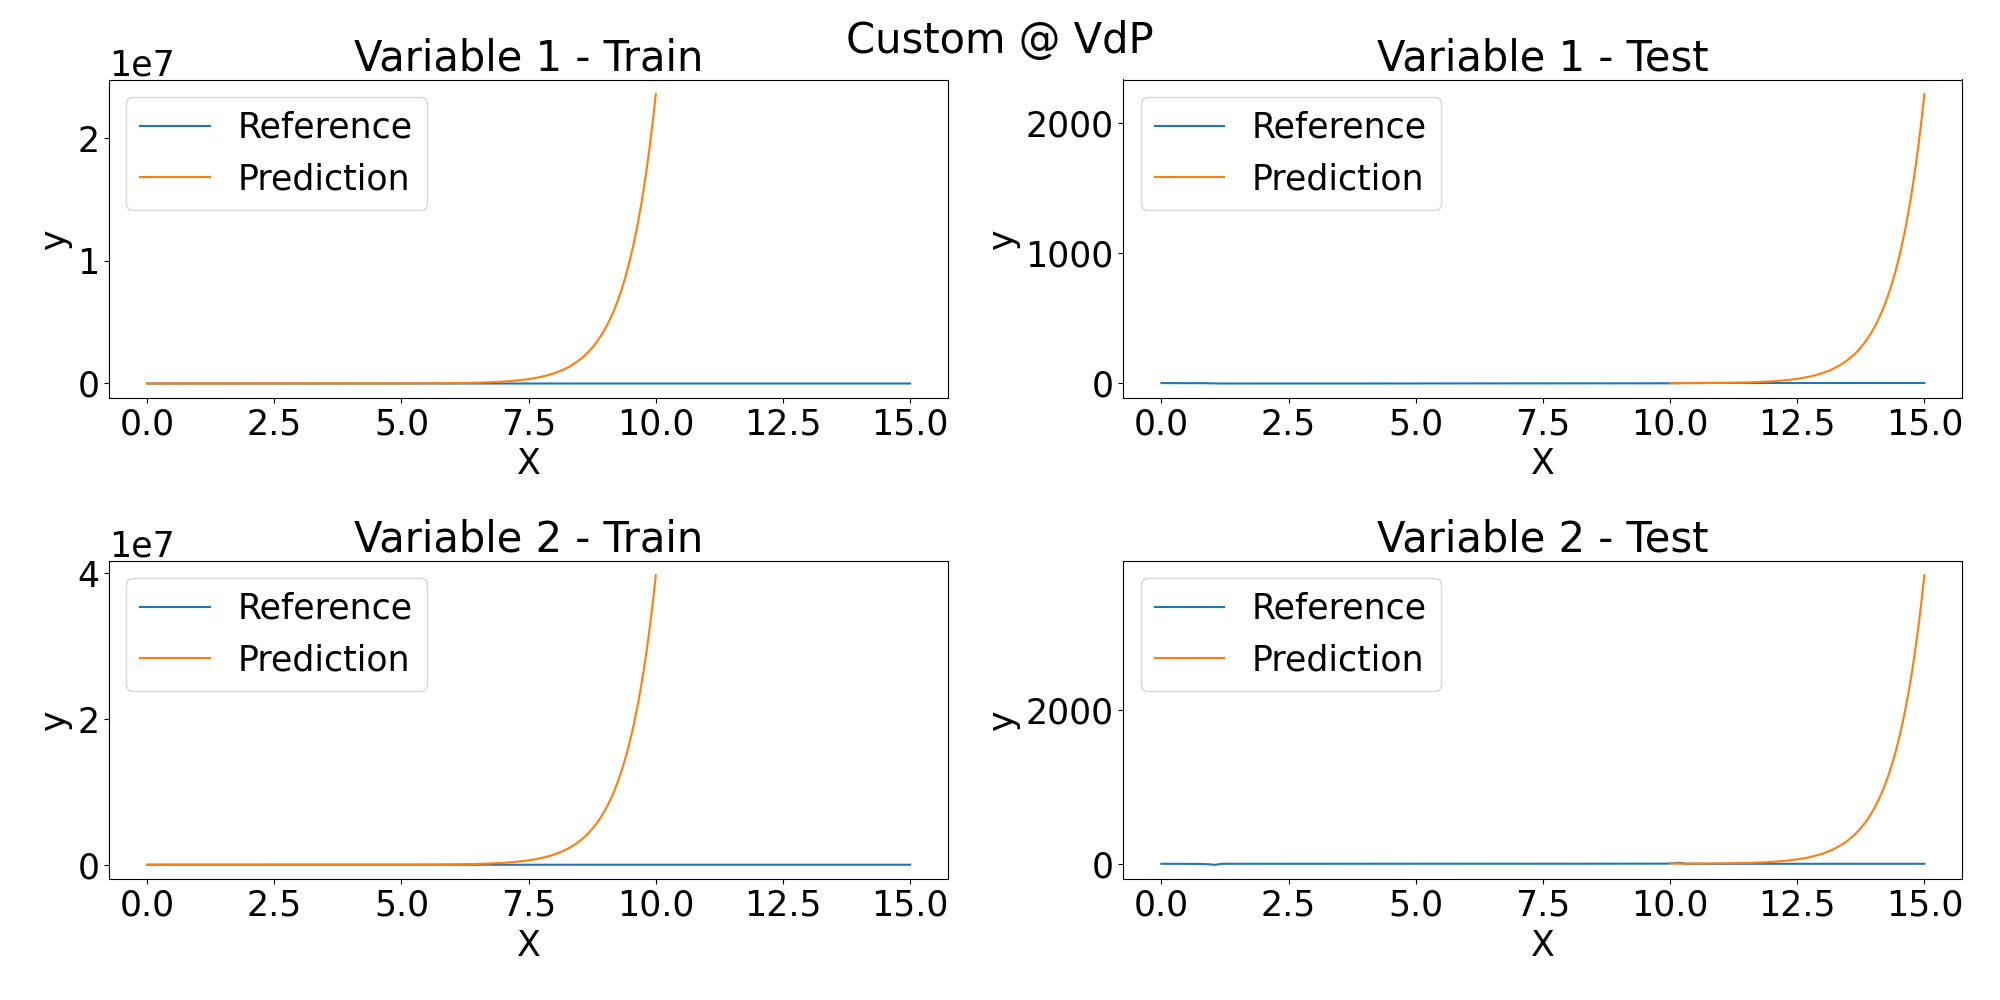 Custom @ VdP
Variable 1 - Train
1e7
Reference
Prediction
y
2
1
0
0.0 2.5 5.0 7.5 10.0 12.5 15.0
X
Variable 1 - Test
Reference
Prediction
y
2000
1000
0
0.0 2.5 5.0 7.5 10.0 12.5 15.0
X
Variable 2 - Train
1e7
Reference
Prediction
y
4
2
0
0.0 2.5 5.0 7.5 10.0 12.5 15.0
X
Variable 2 - Test
Reference
Prediction
y
2000
0
0.0 2.5 5.0 7.5 10.0 12.5 15.0
X